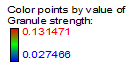 Color points by value of
Granule strength:
0.131471
0.027466